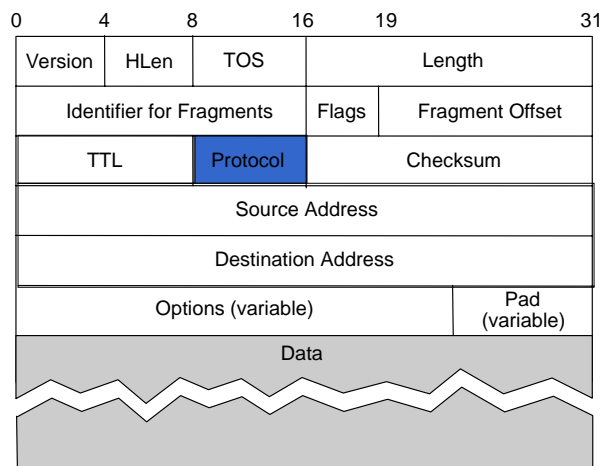 0 4 8 16 19 31
Version HLen TOS Length
Identifier for Fragments Flags Fragment Offset
TTL Protocol Checksum
Source Address
Destination Address
Options (variable) Pad
(variable)
Data